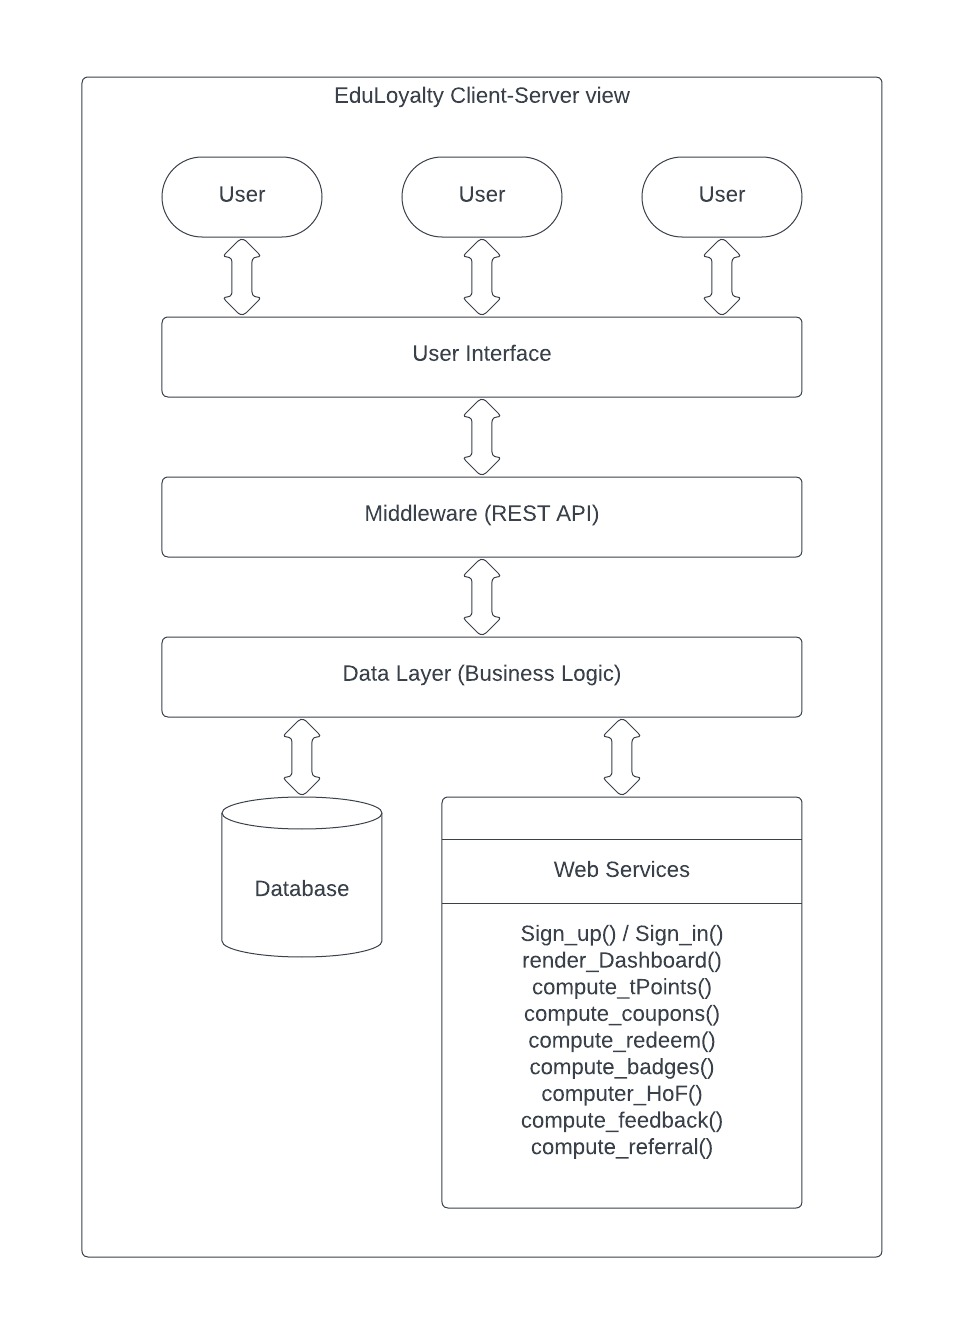 EduLoyalty Client-Server view
User
User
User
User Interface
Middleware (REST API)
Data Layer (Business Logic)
Database
Web Services
Sign_up() / Sign_in()
render_Dashboard()
compute_tPoints()
compute_coupons()
compute_redeem()
compute_badges()
computer_HoF()
compute_feedback()
compute_referral()